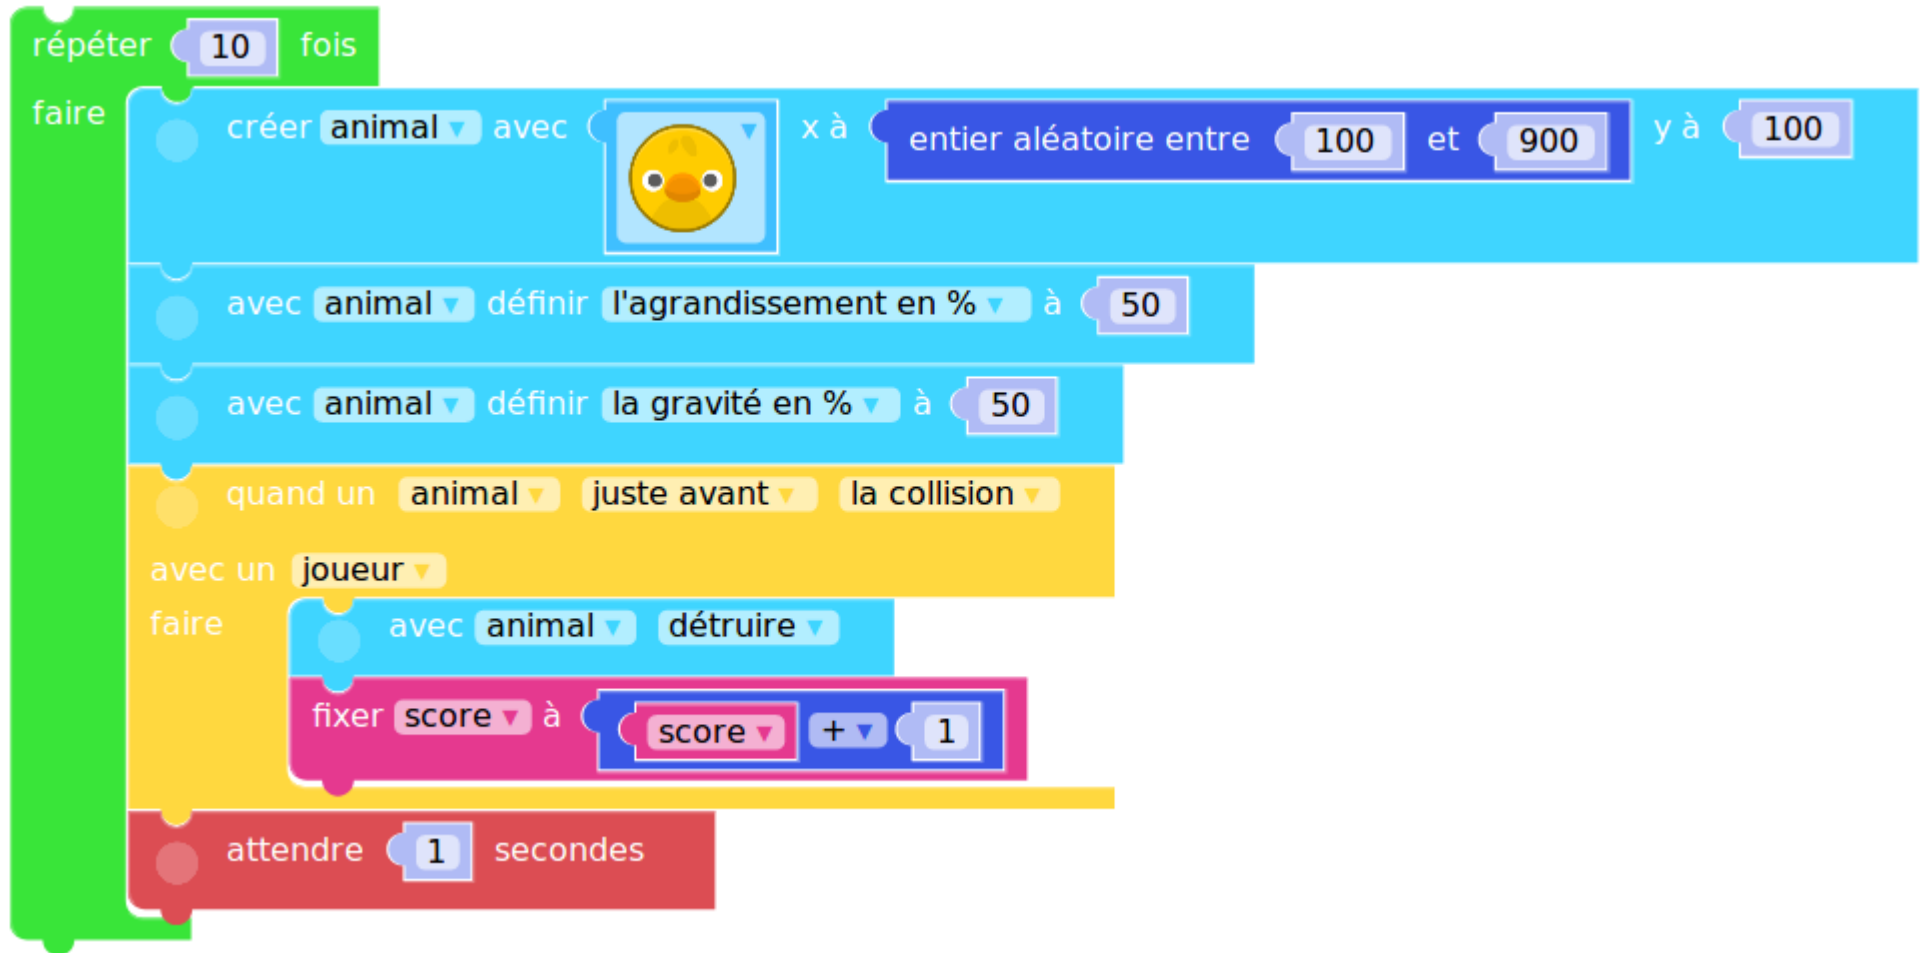 répéter 10 fois
faire créer animal ▾ avec ▾ x à entier aléatoire entre 100 et 900 y à 100
avec animal ▾ définir l'agrandissement en % ▾ à 50
avec animal ▾ définir la gravité en % ▾ à 50
quand un animal ▾ juste avant ▾ la collision ▾
avec un joueur ▾
faire avec animal ▾ détruire ▾
fixer score ▾ à score ▾ + ▾ 1
attendre 1 secondes